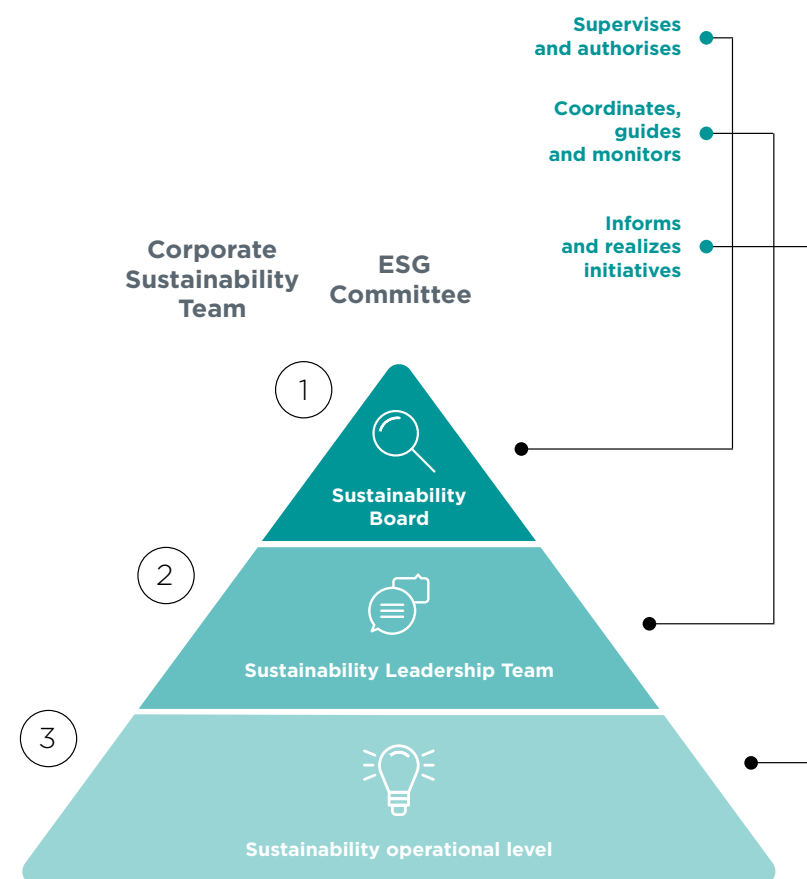 Supervises
and authorises
Coordinates,
guides
and monitors
Informs
and realizes
initiatives
Corporate
Sustainability
Team
ESG
Committee
1
Sustainability
Board
2
Sustainability Leadership Team
3
Sustainability operational level